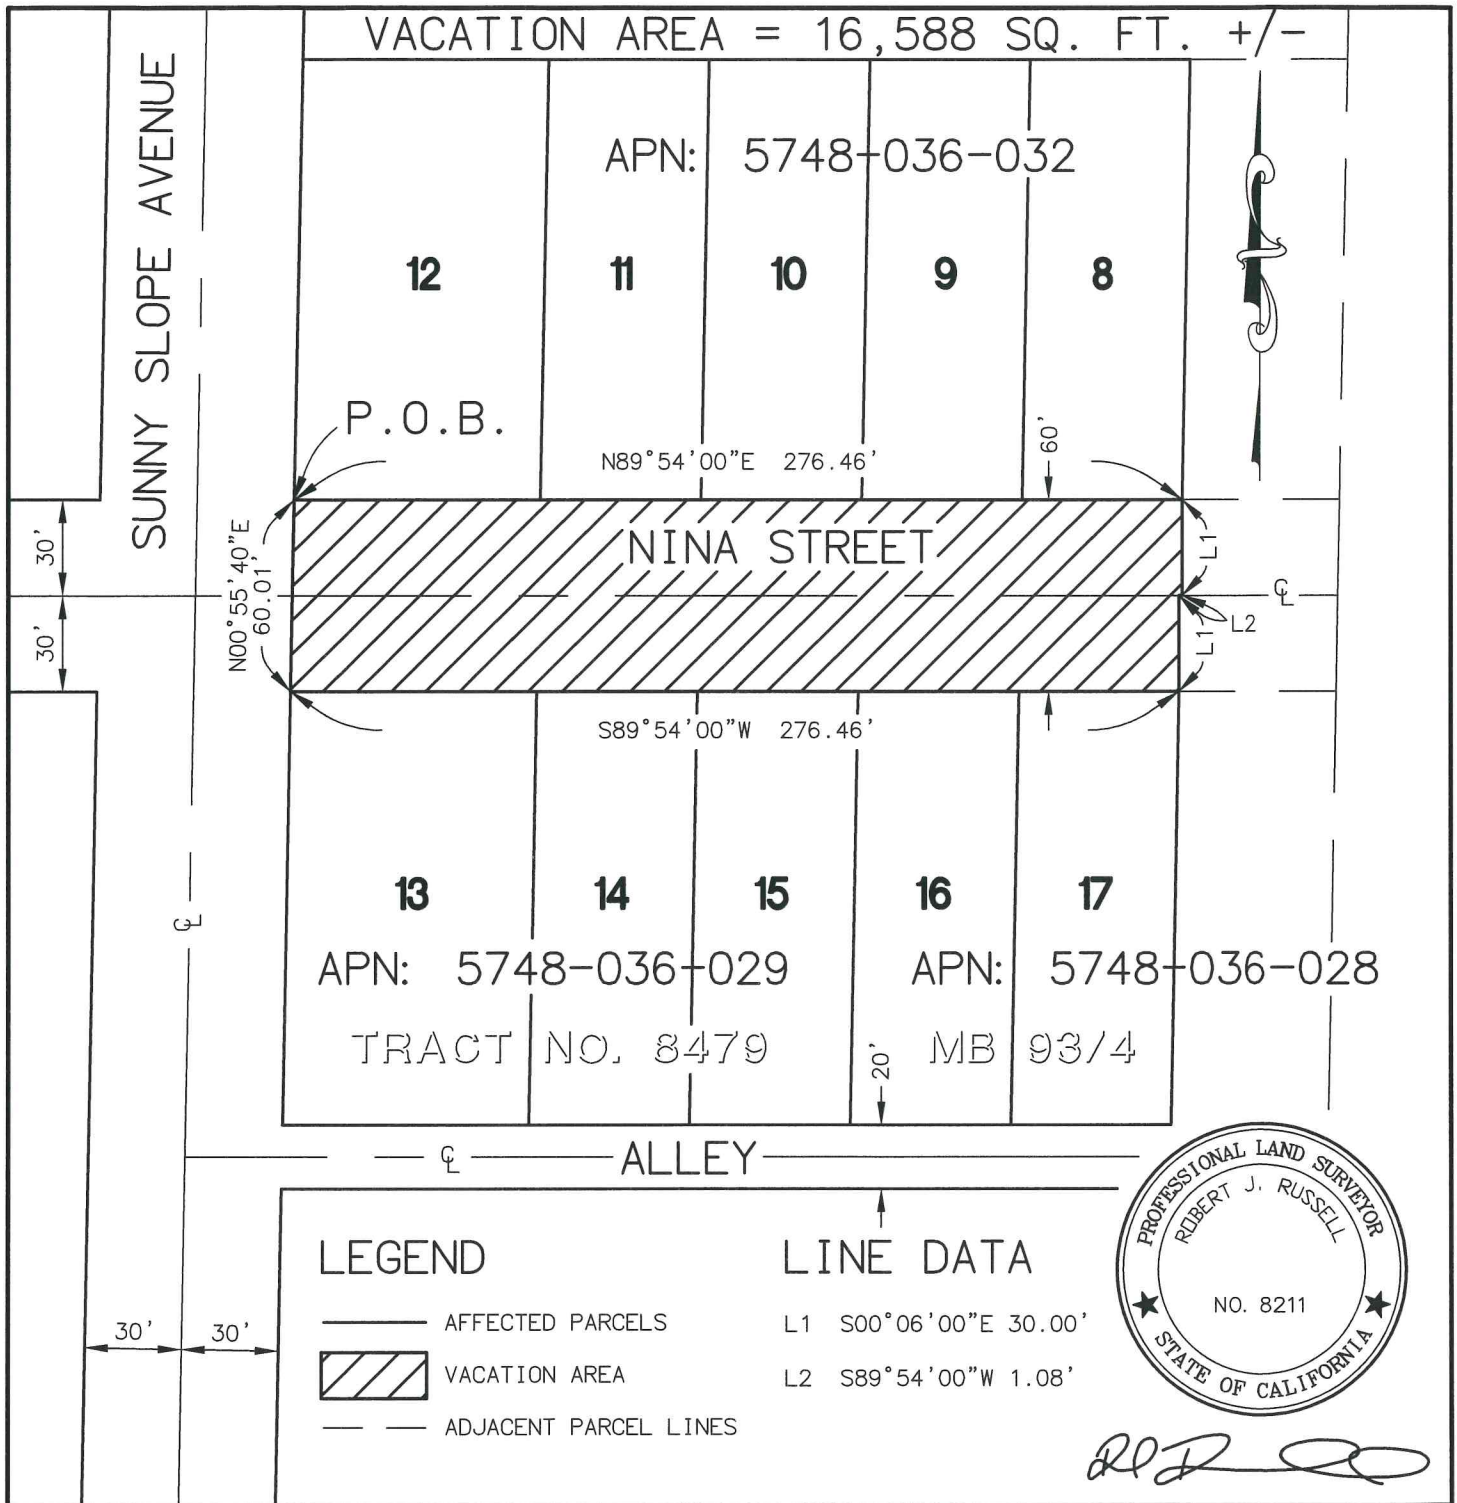 VACATION AREA = 16,588 SQ. FT. +/-
SUNNY SLOPE AVENUE
APN: 5748-036-032
12
11
10
9
8
P.O.B.
N89°54'00"E 276.46'
60'
30'
30'
N00°55'40"E
60.01'
NINA STREET
L1
℄
L2
L1
S89°54'00"W 276.46'
13
14
15
16
17
℄
APN: 5748-036-029
APN: 5748-036-028
TRACT NO. 8479 MB 93/4
20'
℄
ALLEY
LEGEND
AFFECTED PARCELS
VACATION AREA
ADJACENT PARCEL LINES
30'
30'
LINE DATA
L1 S00°06'00"E 30.00'
L2 S89°54'00"W 1.08'
PROFESSIONAL LAND SURVEYOR
ROBERT J. RUSSELL
NO. 8211
STATE OF CALIFORNIA